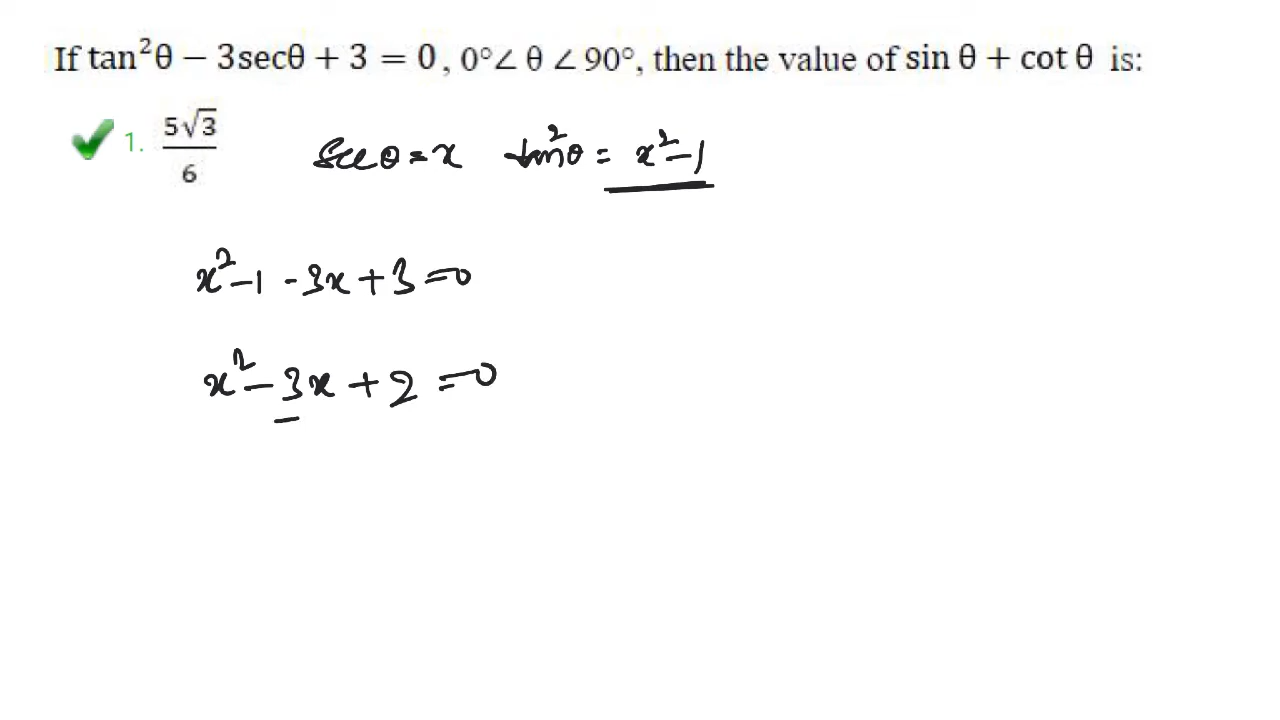 If tan²θ − 3secθ + 3 = 0, 0°∠ θ ∠ 90°, then the value of sin θ + cot θ is:
1. 5√3/6
secθ = x tan²θ = x²−1
x²−1 -3x+3=0
x²−3x+2=0